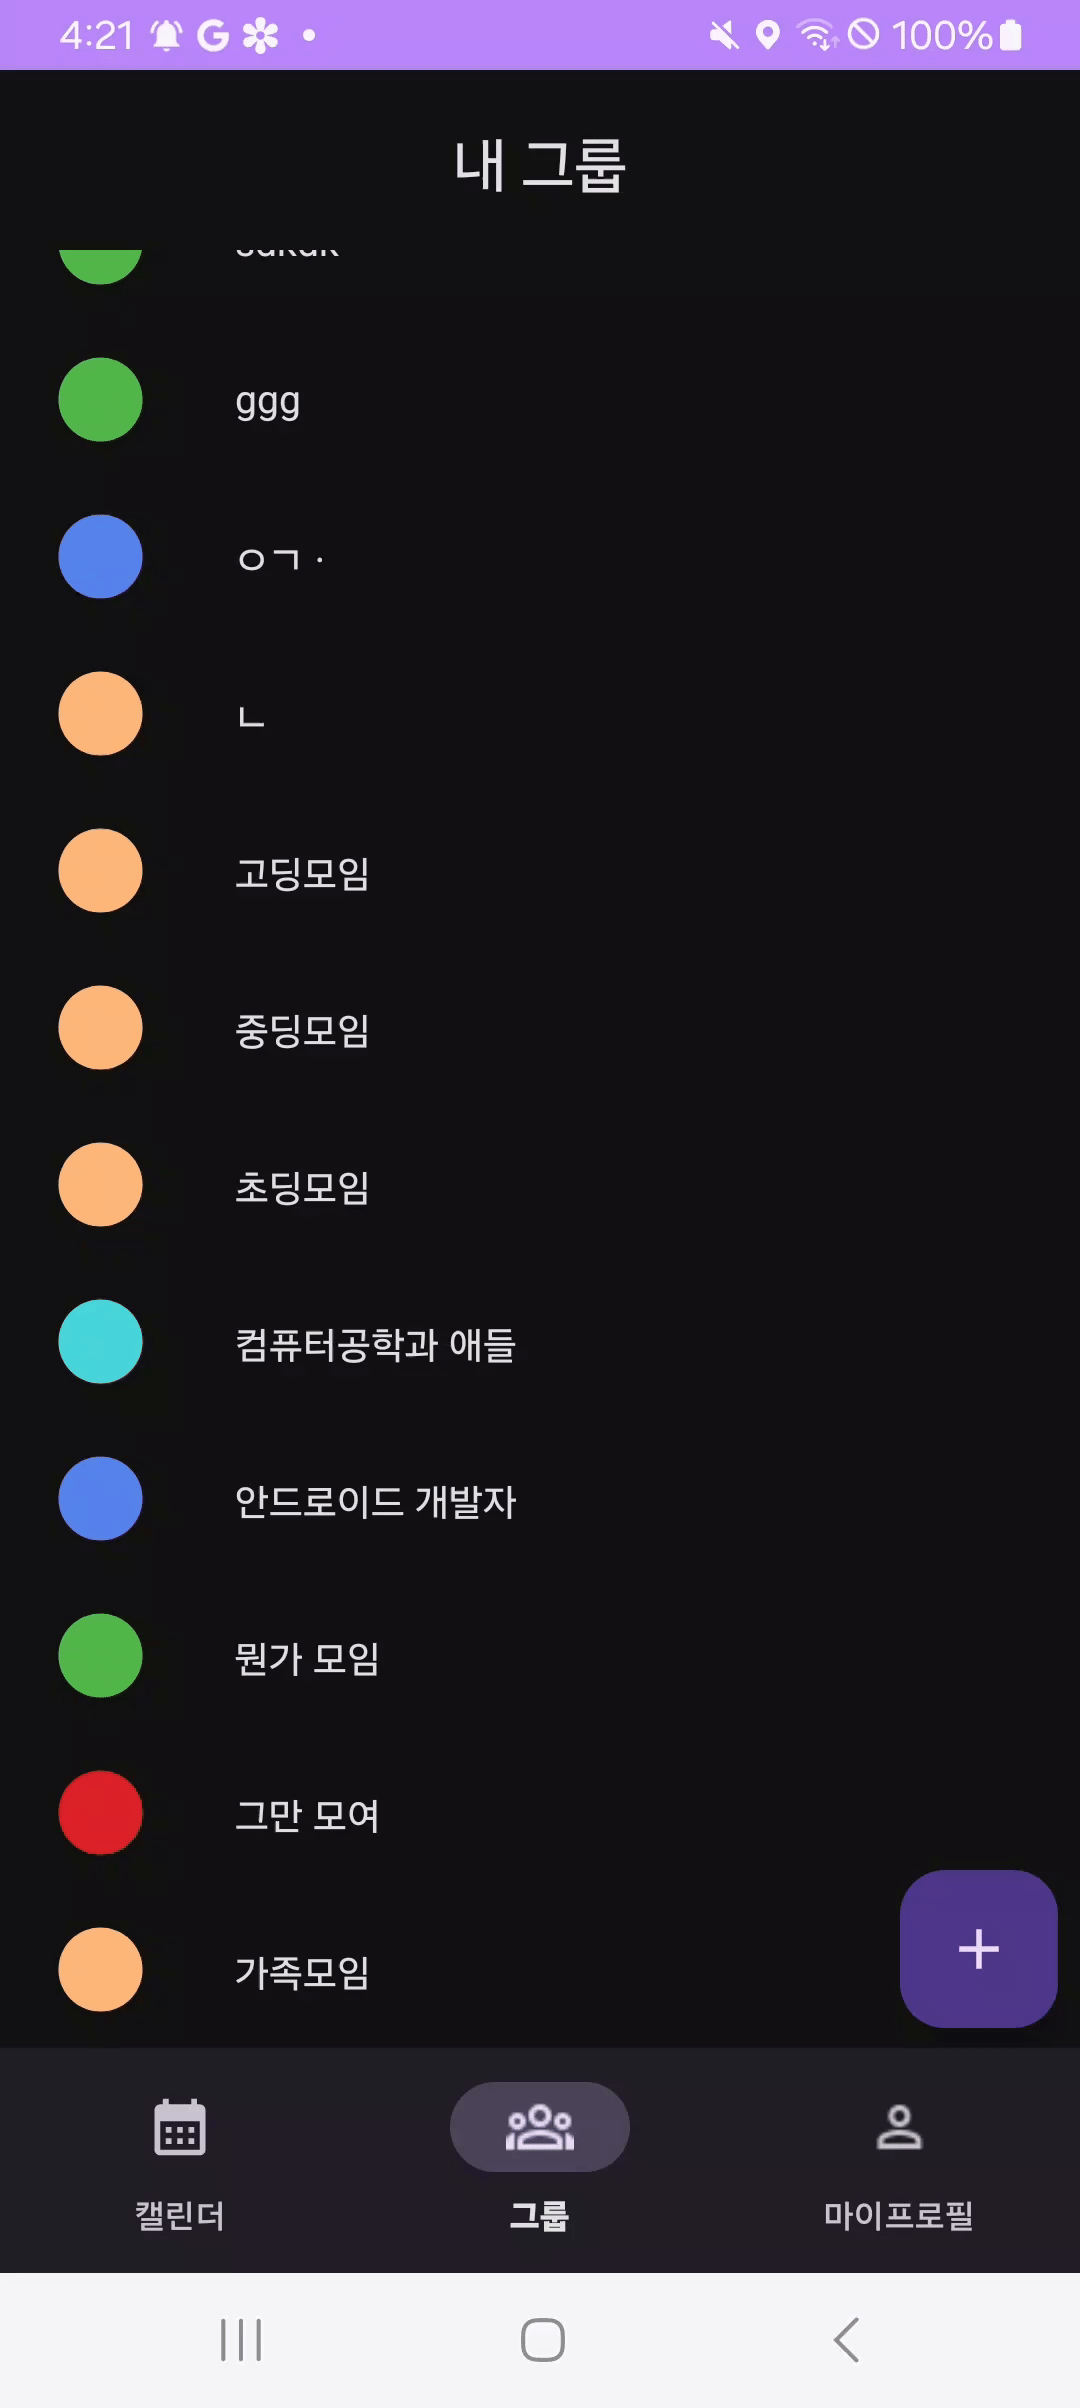 4:21 100%
내 그룹
ggg
ㅇㄱㆍ
ㄴ
고딩모임
중딩모임
초딩모임
컴퓨터공학과 애들
안드로이드 개발자
뭔가 모임
그만 모여
가족모임
캘린더 그룹 마이프로필